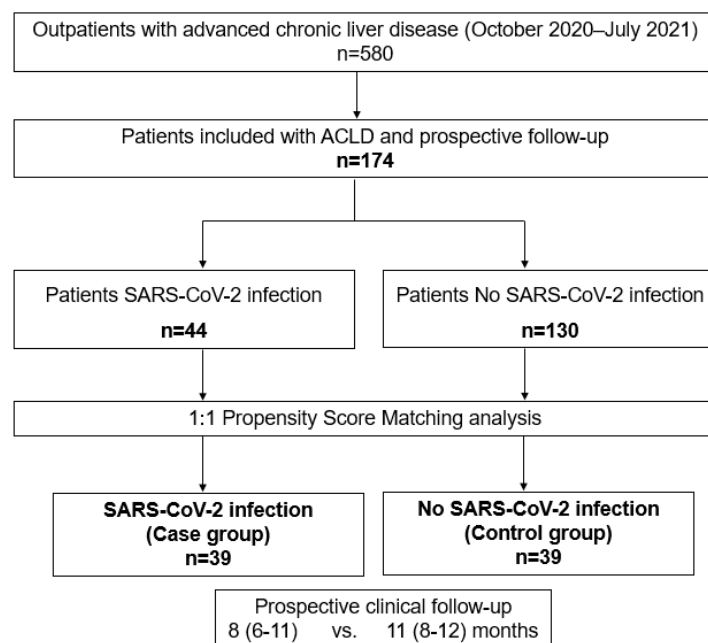 Outpatients with advanced chronic liver disease (October 2020–July 2021)
n=580
Patients included with ACLD and prospective follow-up
n=174
Patients SARS-CoV-2 infection
n=44
Patients No SARS-CoV-2 infection
n=130
1:1 Propensity Score Matching analysis
SARS-CoV-2 infection
(Case group)
n=39
No SARS-CoV-2 infection
(Control group)
n=39
Prospective clinical follow-up
8 (6-11) vs. 11 (8-12) months